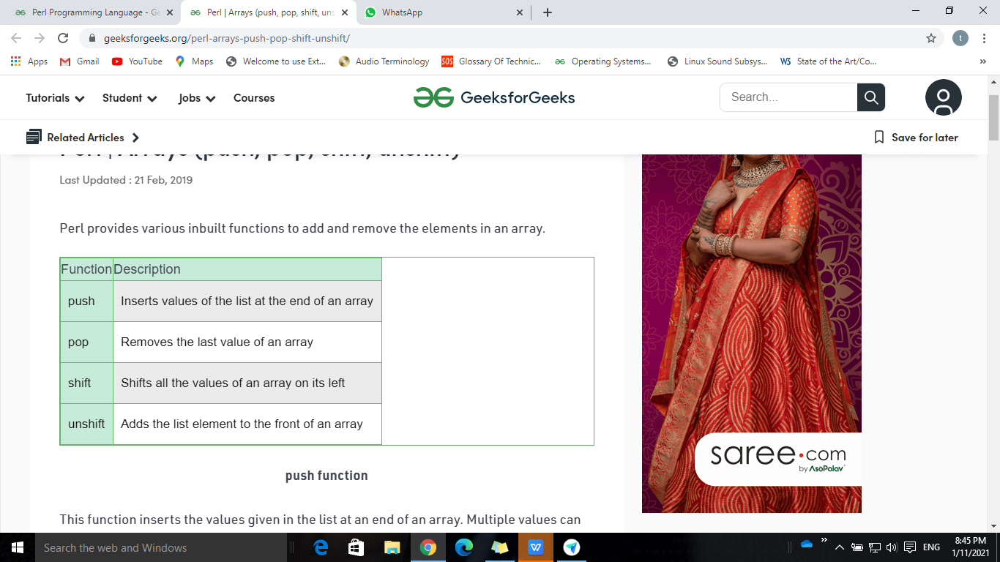 Perl Programming Language - Ge
Perl | Arrays (push, pop, shift, uns
WhatsApp
geeksforgeeks.org/perl-arrays-push-pop-shift-unshift/
t
Apps
Gmail
YouTube
Maps
Welcome to use Ext...
Audio Terminology
SOS
Glossary Of Technic...
Operating Systems...
Linux Sound Subsys...
W3
State of the Art/Co...
»
Tutorials
Student
Jobs
Courses
GeeksforGeeks
Search...
Related Articles
Save for later
Perl | Arrays (push, pop, shift, unshift)
Last Updated : 21 Feb, 2019
Perl provides various inbuilt functions to add and remove the elements in an array.
Function Description
push Inserts values of the list at the end of an array
pop Removes the last value of an array
shift Shifts all the values of an array on its left
unshift Adds the list element to the front of an array
push function
This function inserts the values given in the list at an end of an array. Multiple values can
saree.com
by AsoPalav
Search the web and Windows
ENG
8:45 PM
1/11/2021